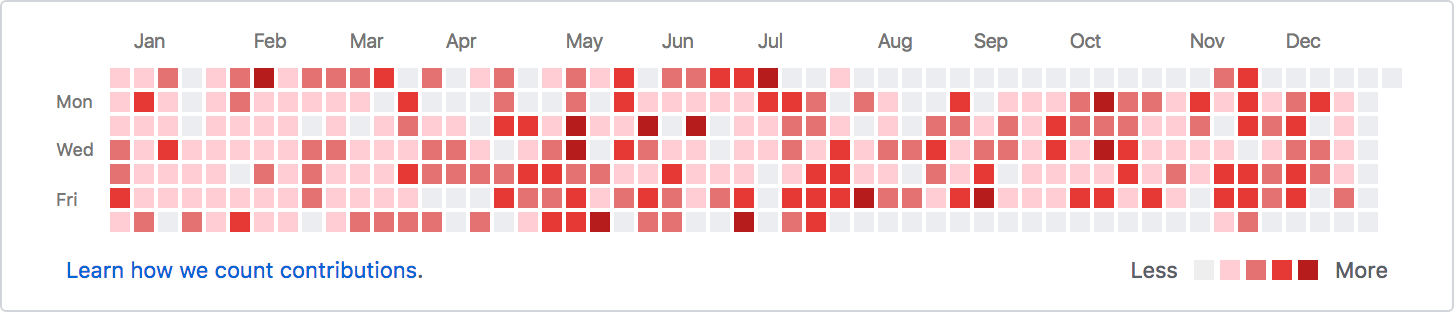 Jan Feb Mar Apr May Jun Jul Aug Sep Oct Nov Dec
Mon
Wed
Fri
Learn how we count contributions. Less More